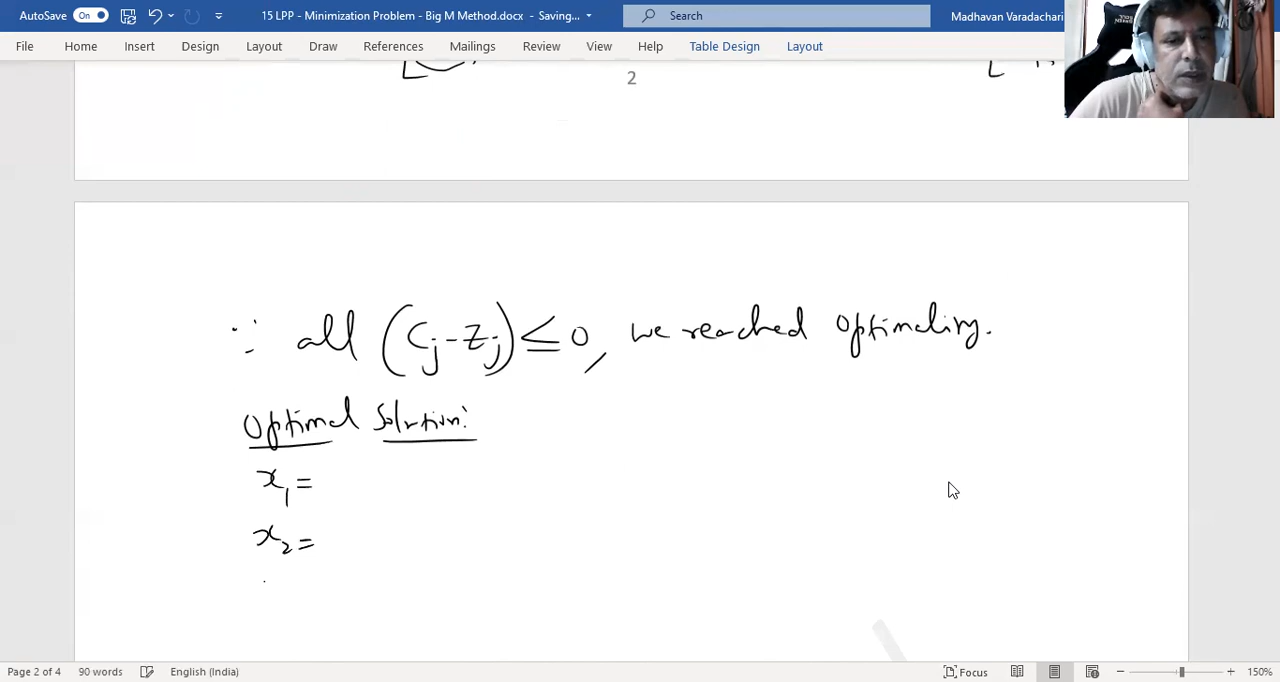 AutoSave On 15 LPP - Minimization Problem - Big M Method.docx - Saving... Search Madhavan Varadachari
File Home Insert Design Layout Draw References Mailings Review View Help Table Design Layout
2
∵ all (Cj - Zj) ≤ 0, we reached optimality.
Optimal Solution:
x₁ =
x₂ =
Page 2 of 4 90 words English (India) Focus 150%